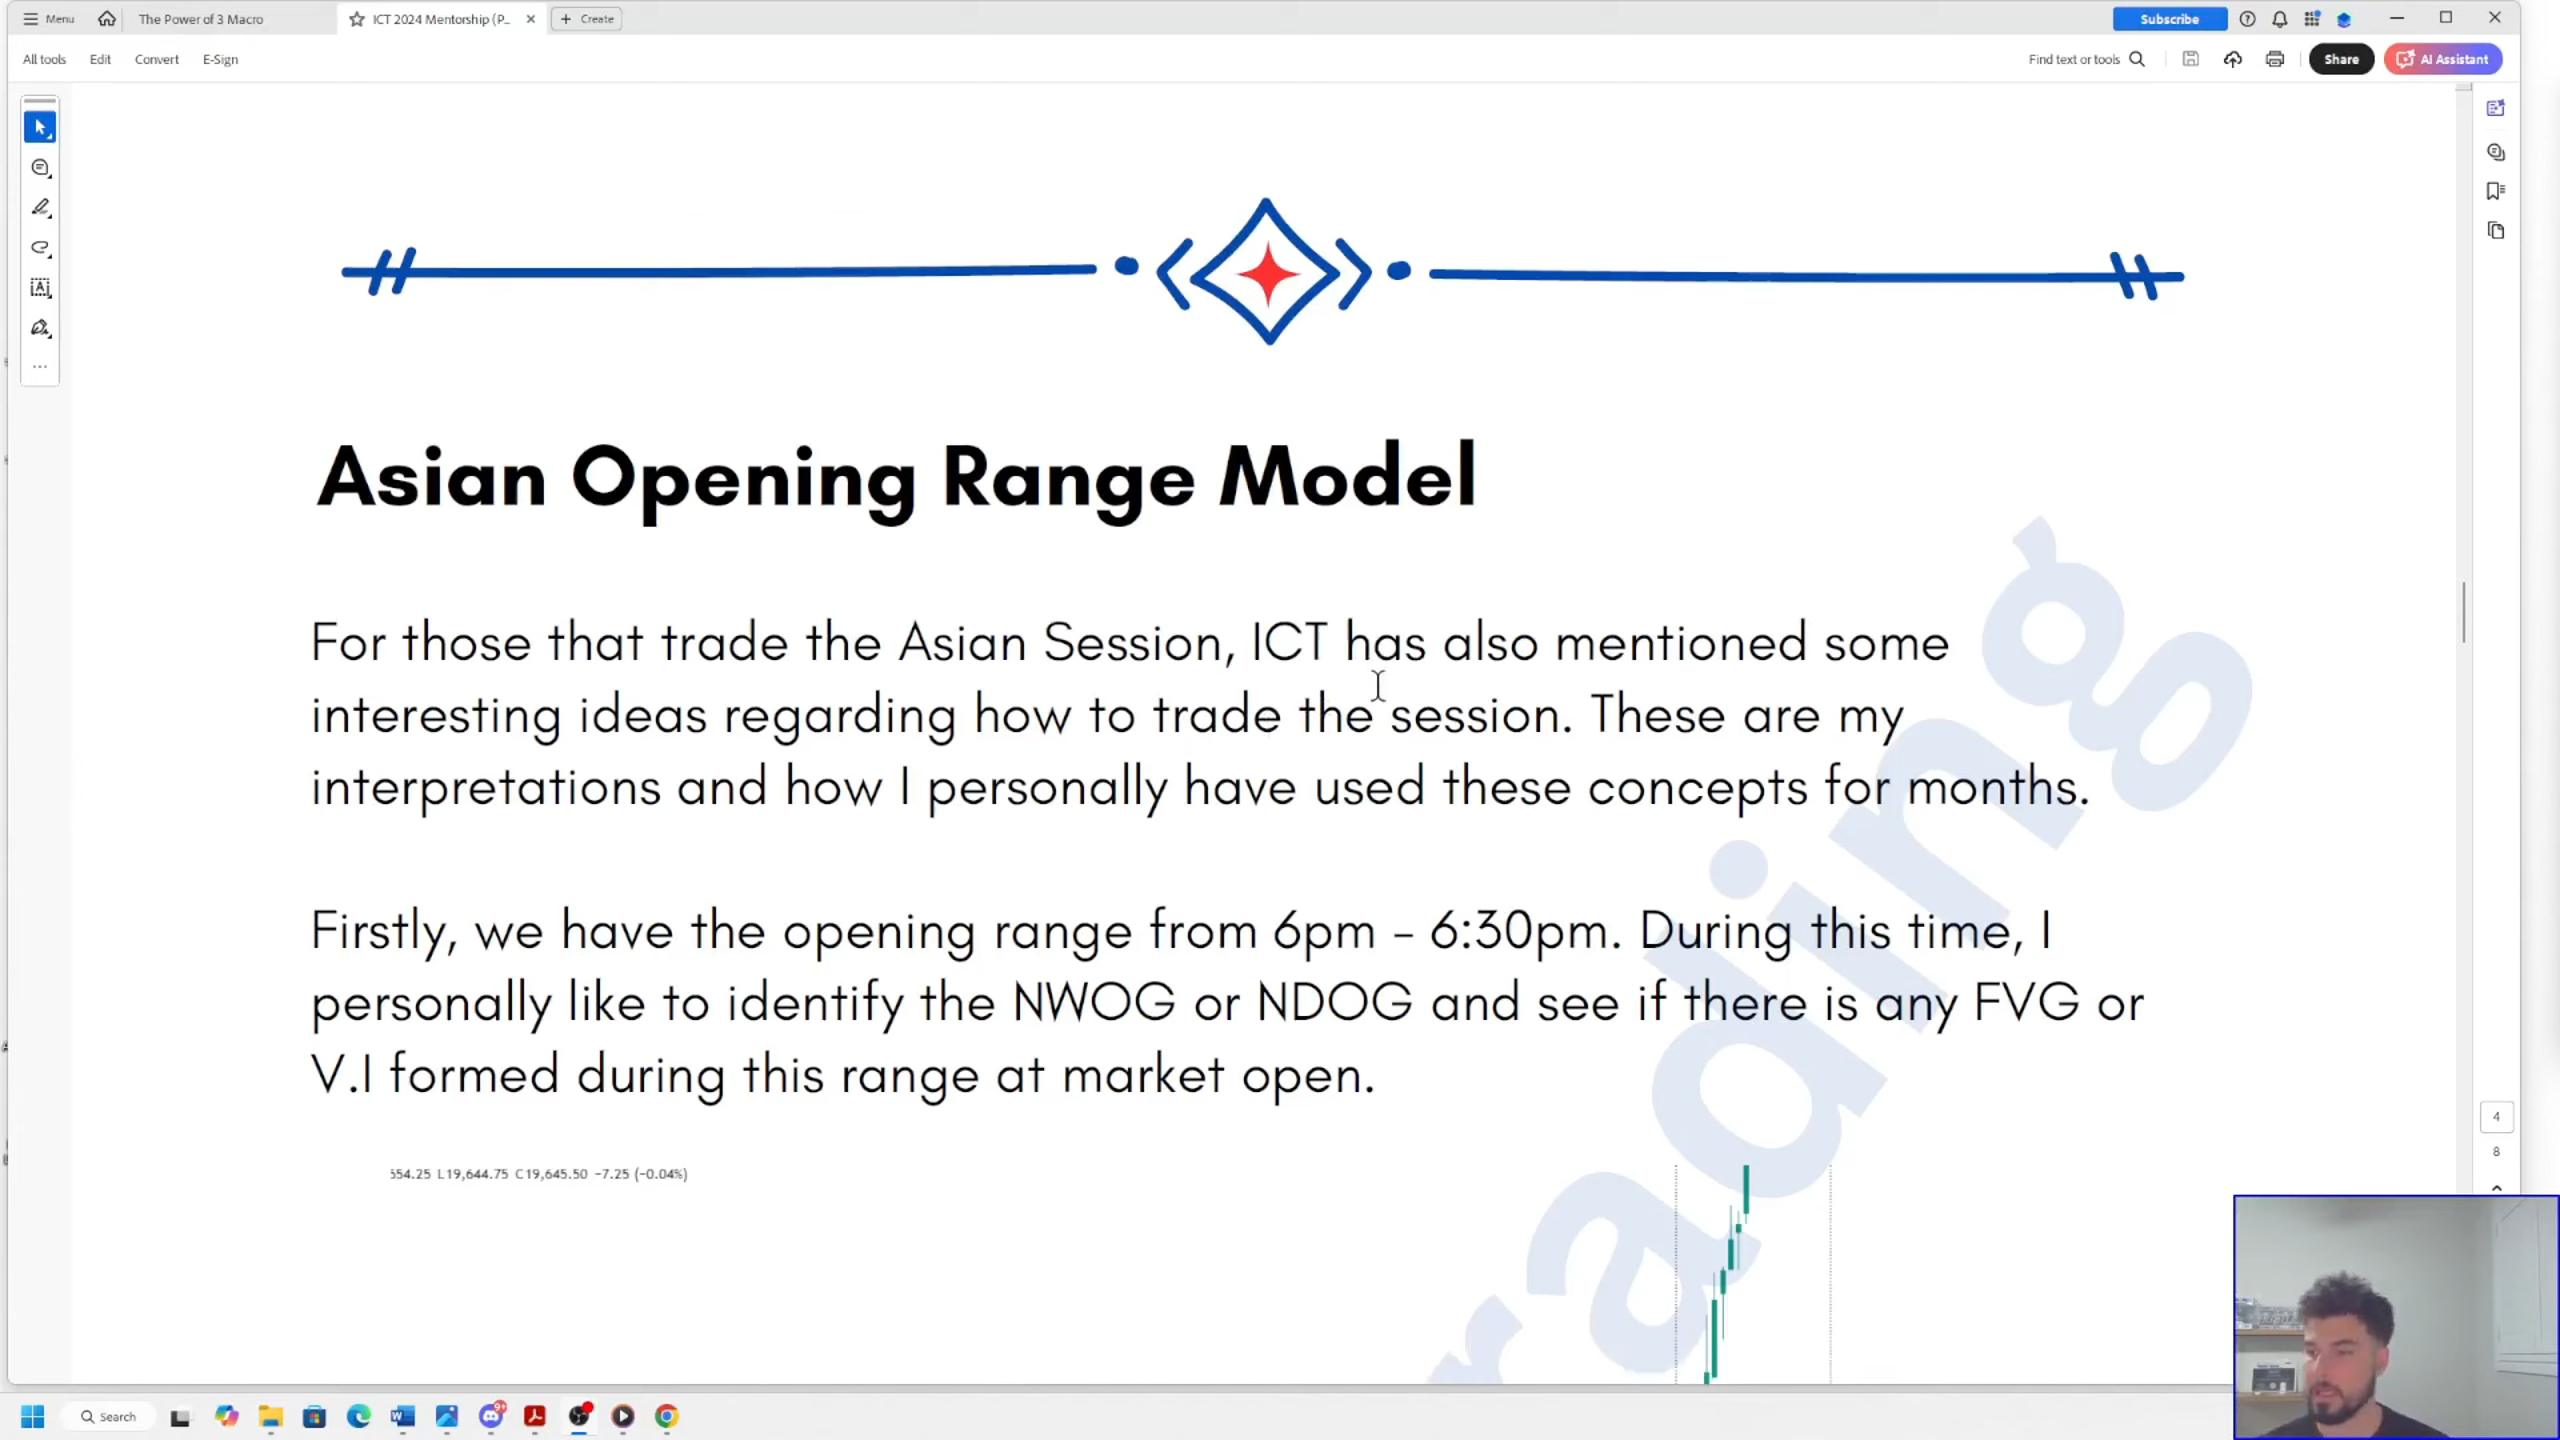 Menu
The Power of 3 Macro
ICT 2024 Mentorship (P...
Create
Subscribe
All tools
Edit
Convert
E-Sign
Find text or tools
Share
AI Assistant
Asian Opening Range Model
For those that trade the Asian Session, ICT has also mentioned some
interesting ideas regarding how to trade the session. These are my
interpretations and how I personally have used these concepts for months.
Firstly, we have the opening range from 6pm - 6:30pm. During this time, I
personally like to identify the NWOG or NDOG and see if there is any FVG or
V.I formed during this range at market open.
554.25 L19,644.75 C19,645.50 −7.25 (−0.04%)
rading
4
8
Search
9+